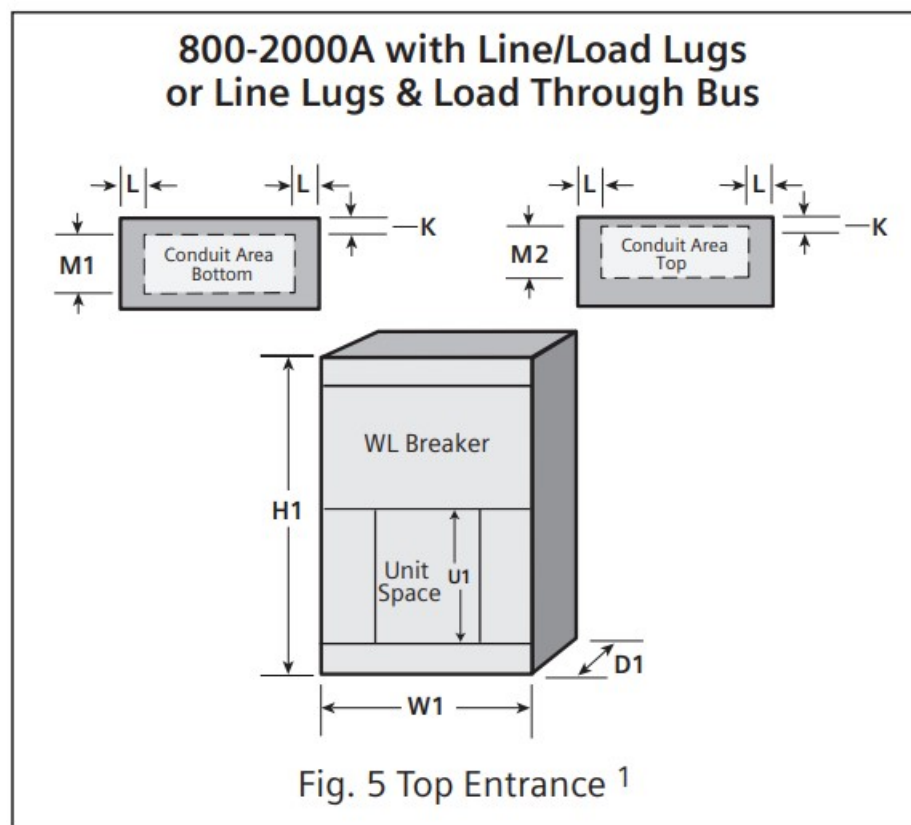 800-2000A with Line/Load Lugs
or Line Lugs & Load Through Bus
L L
K
M1
Conduit Area
Bottom
L L
K
M2
Conduit Area
Top
WL Breaker
H1
Unit
Space
U1
D1
W1
Fig. 5 Top Entrance 1